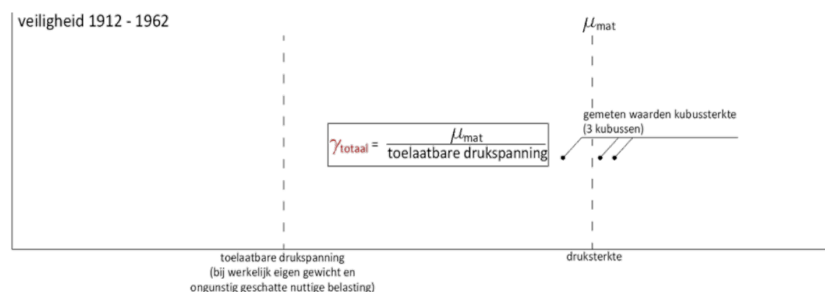 veiligheid 1912 - 1962
μmat
gemeten waarden kubussterkte
(3 kubussen)
γtotaal = μmat
toelaatbare drukspanning
toelaatbare drukspanning
(bij werkelijk eigen gewicht en
ongunstig geschatte nuttige belasting)
druksterkte